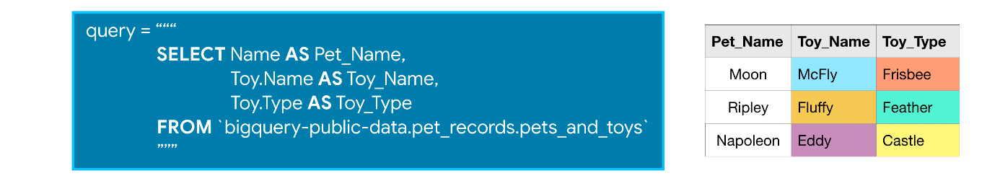 query = “““
SELECT Name AS Pet_Name,
Toy.Name AS Toy_Name,
Toy.Type AS Toy_Type
FROM `bigquery-public-data.pet_records.pets_and_toys`
”””
Pet_Name Toy_Name Toy_Type
Moon McFly Frisbee
Ripley Fluffy Feather
Napoleon Eddy Castle